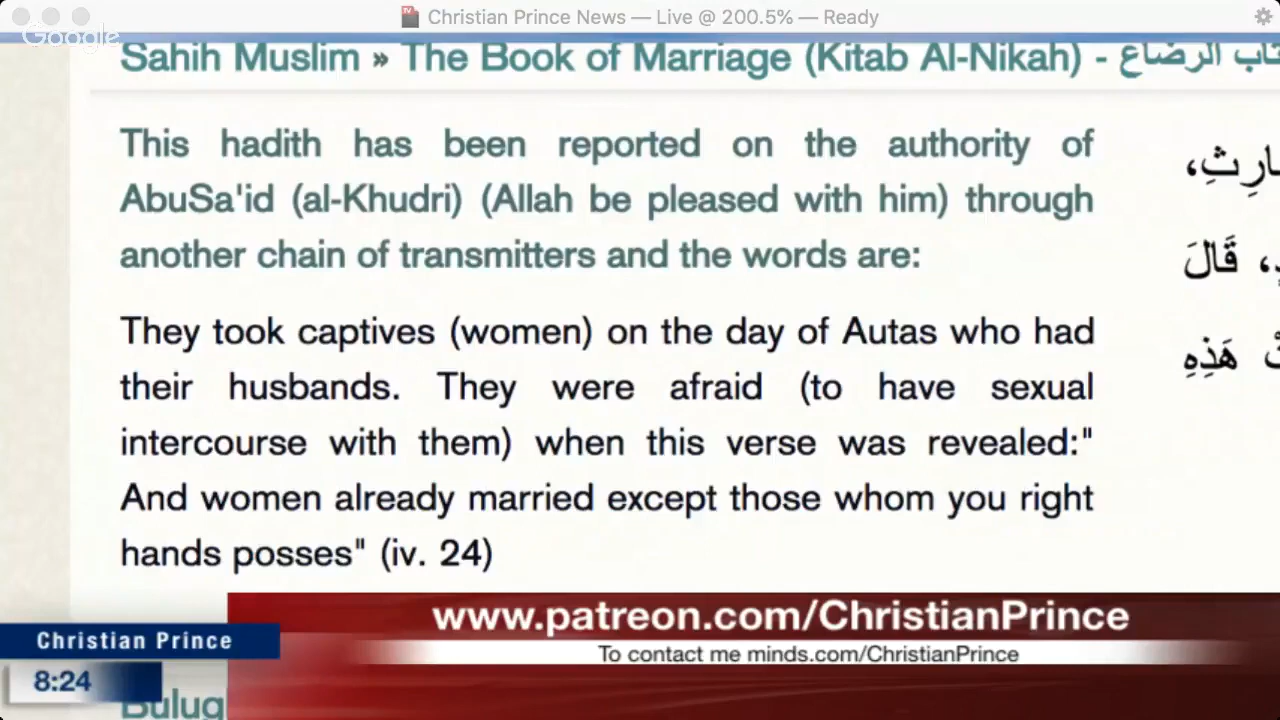 Christian Prince News — Live @ 200.5% — Ready
Google
Sahih Muslim » The Book of Marriage (Kitab Al-Nikah) - كتاب الرضاع
This hadith has been reported on the authority of
AbuSa'id (al-Khudri) (Allah be pleased with him) through
another chain of transmitters and the words are:
They took captives (women) on the day of Autas who had
their husbands. They were afraid (to have sexual
intercourse with them) when this verse was revealed:"
And women already married except those whom you right
hands posses" (iv. 24)
قَالَ
هَذِهِ
www.patreon.com/ChristianPrince
To contact me minds.com/ChristianPrince
Christian Prince
8:24